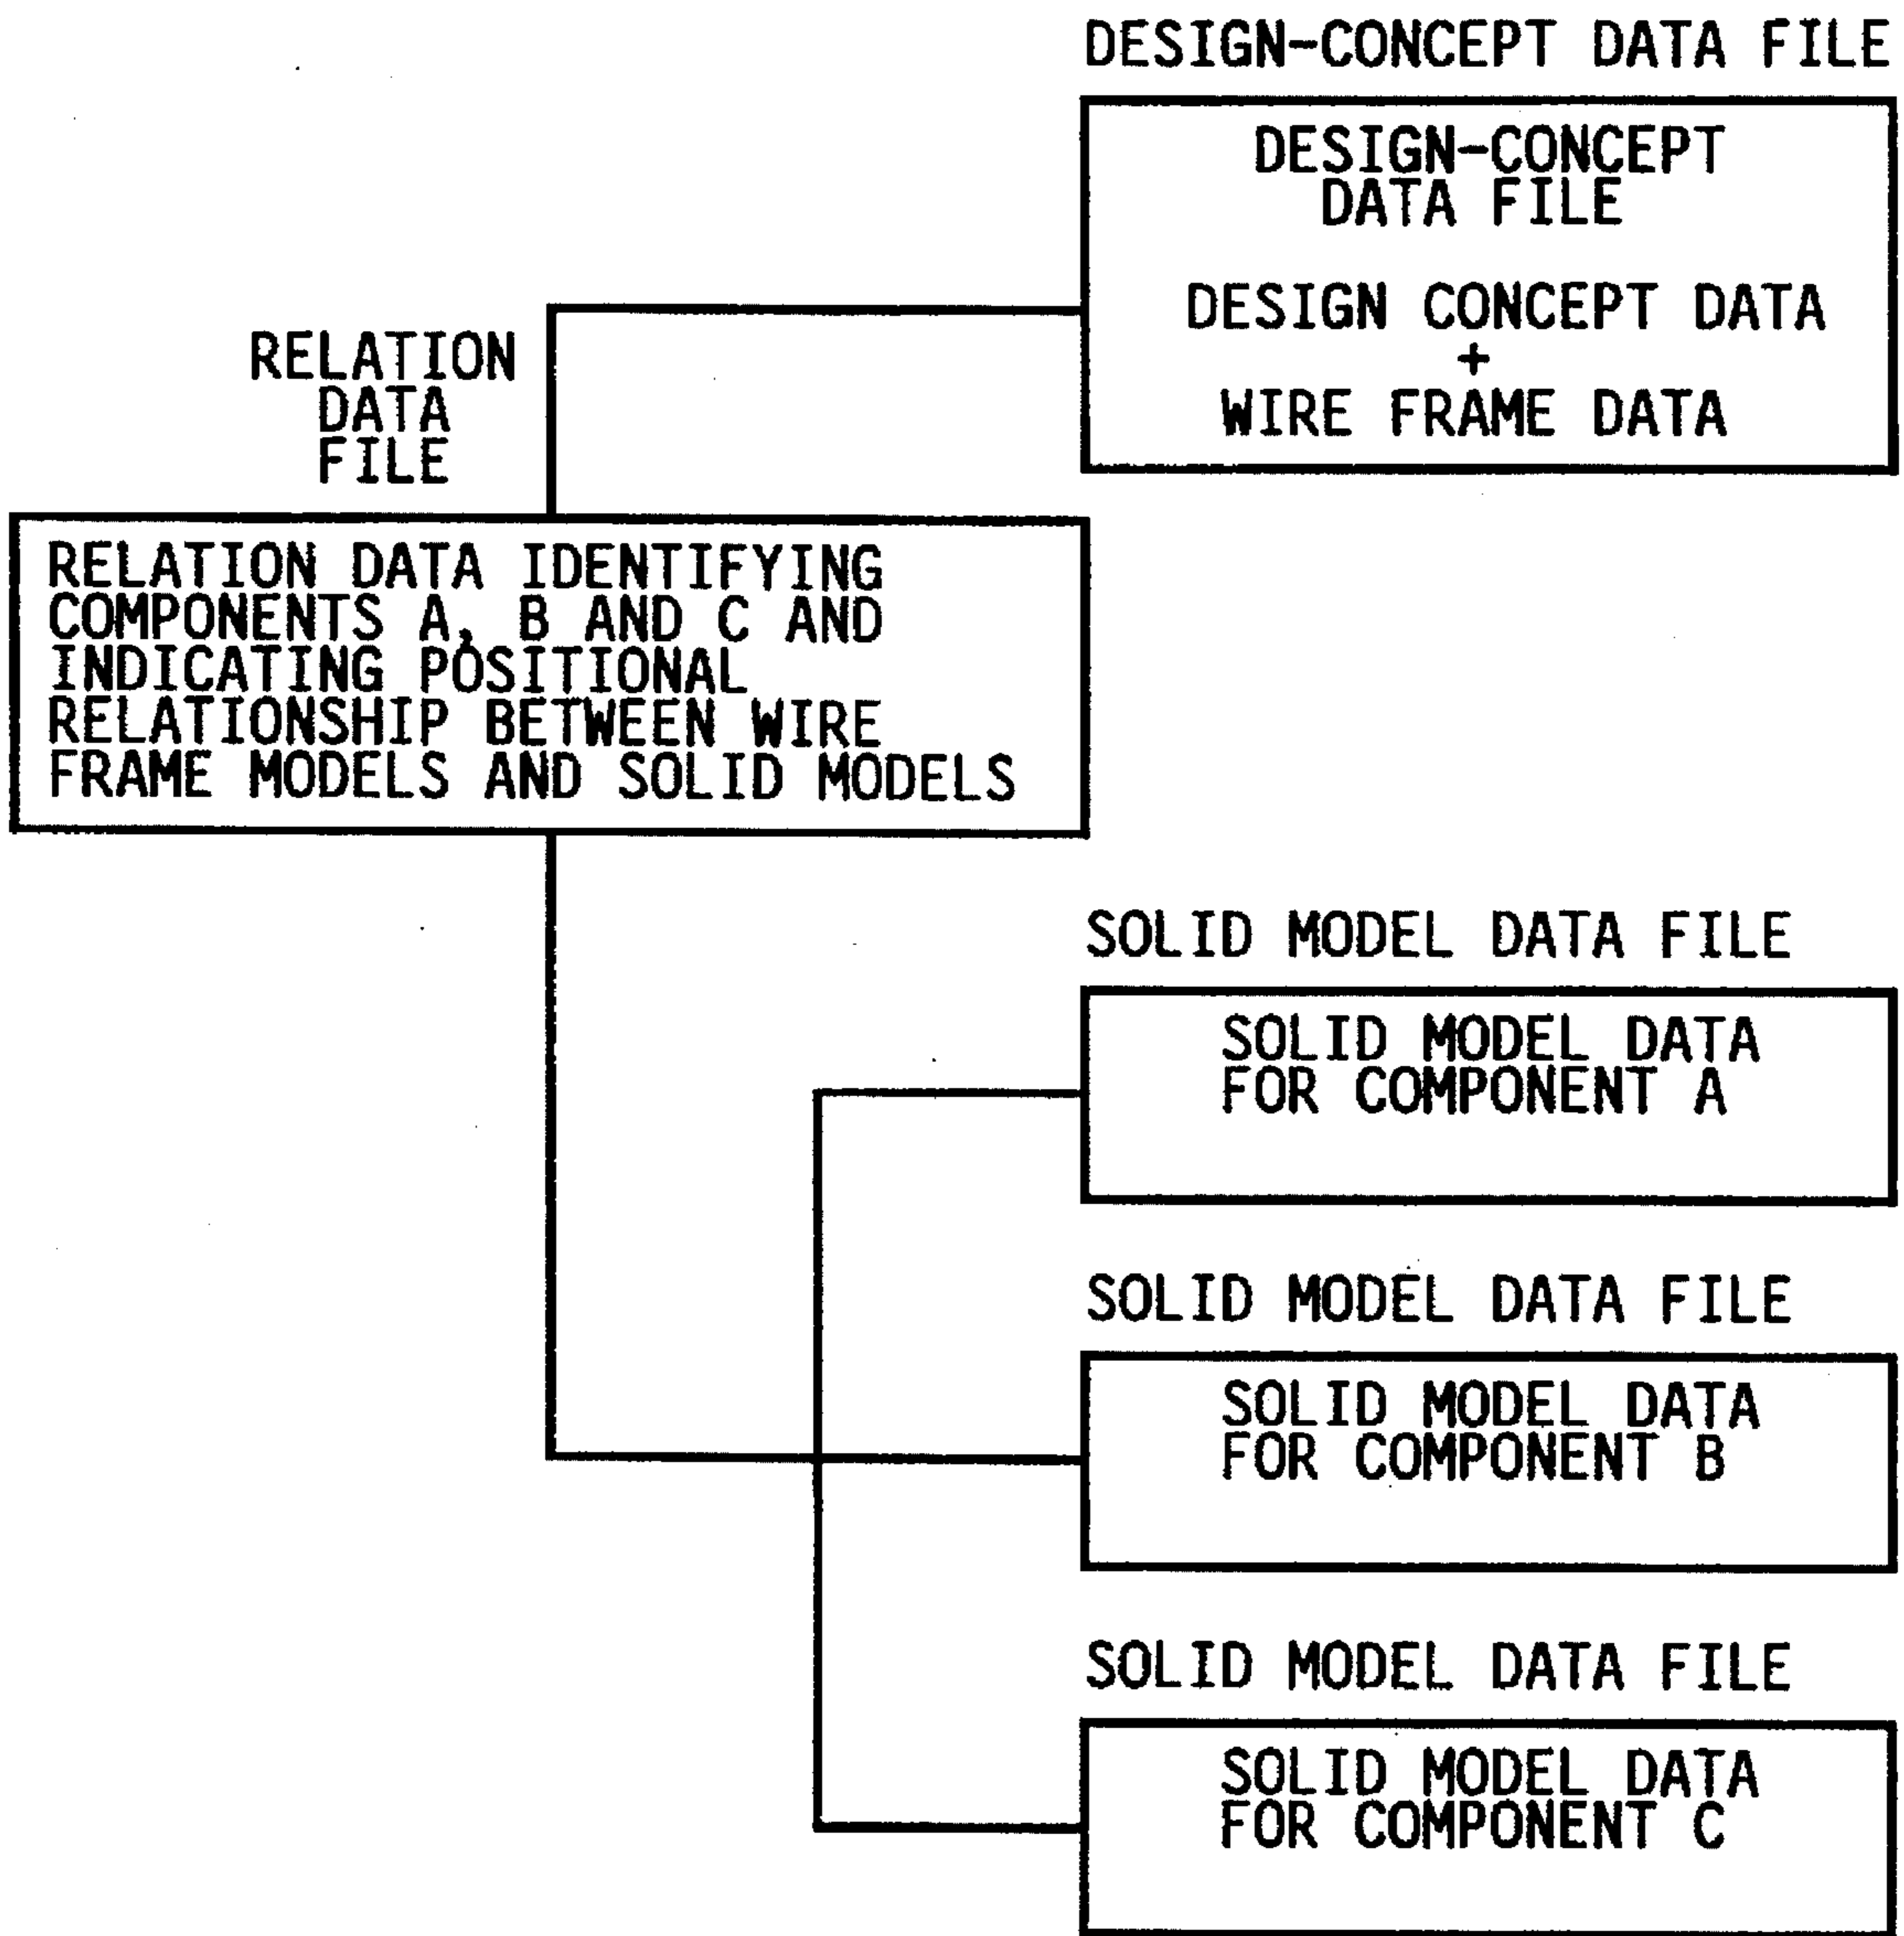 DESIGN-CONCEPT DATA FILE
DESIGN-CONCEPT
DATA FILE
DESIGN CONCEPT DATA
+
WIRE FRAME DATA
RELATION
DATA
FILE
RELATION DATA IDENTIFYING
COMPONENTS A, B AND C AND
INDICATING POSITIONAL
RELATIONSHIP BETWEEN WIRE
FRAME MODELS AND SOLID MODELS
SOLID MODEL DATA FILE
SOLID MODEL DATA
FOR COMPONENT A
SOLID MODEL DATA FILE
SOLID MODEL DATA
FOR COMPONENT B
SOLID MODEL DATA FILE
SOLID MODEL DATA
FOR COMPONENT C